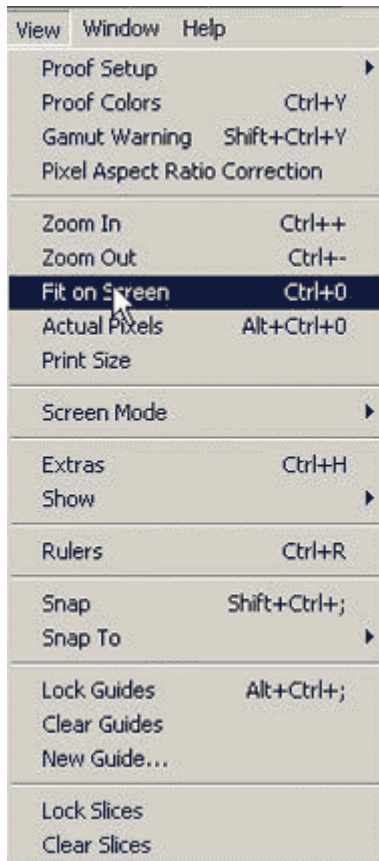 View Window Help
Proof Setup
Proof Colors Ctrl+Y
Gamut Warning Shift+Ctrl+Y
Pixel Aspect Ratio Correction
Zoom In Ctrl++
Zoom Out Ctrl+-
Fit on Screen Ctrl+0
Actual Pixels Alt+Ctrl+0
Print Size
Screen Mode
Extras Ctrl+H
Show
Rulers Ctrl+R
Snap Shift+Ctrl+;
Snap To
Lock Guides Alt+Ctrl+;
Clear Guides
New Guide...
Lock Slices
Clear Slices